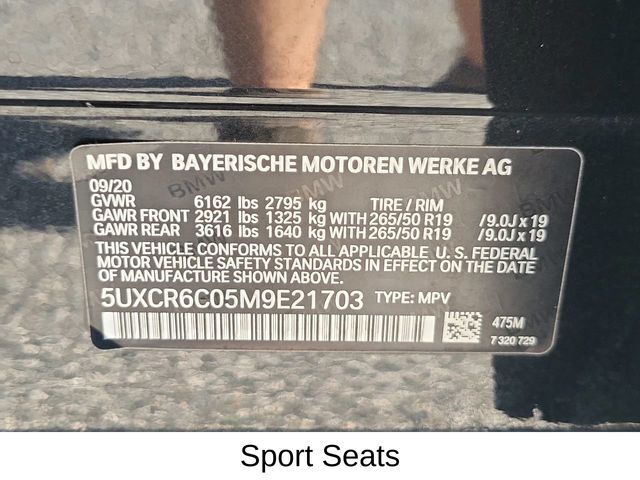 MFD BY BAYERISCHE MOTOREN WERKE AG
09/20
GVWR 6162 lbs 2795 kg TIRE / RIM
GAWR FRONT 2921 lbs 1325 kg WITH 265/50 R19 /9.0J x 19
GAWR REAR 3616 lbs 1640 kg WITH 265/50 R19 /9.0J x 19
THIS VEHICLE CONFORMS TO ALL APPLICABLE U.S. FEDERAL
MOTOR VEHICLE SAFETY STANDARDS IN EFFECT ON THE DATE
OF MANUFACTURE SHOWN ABOVE.
5UXCR6C05M9E21703 TYPE: MPV
475M
7 320 729
Sport Seats